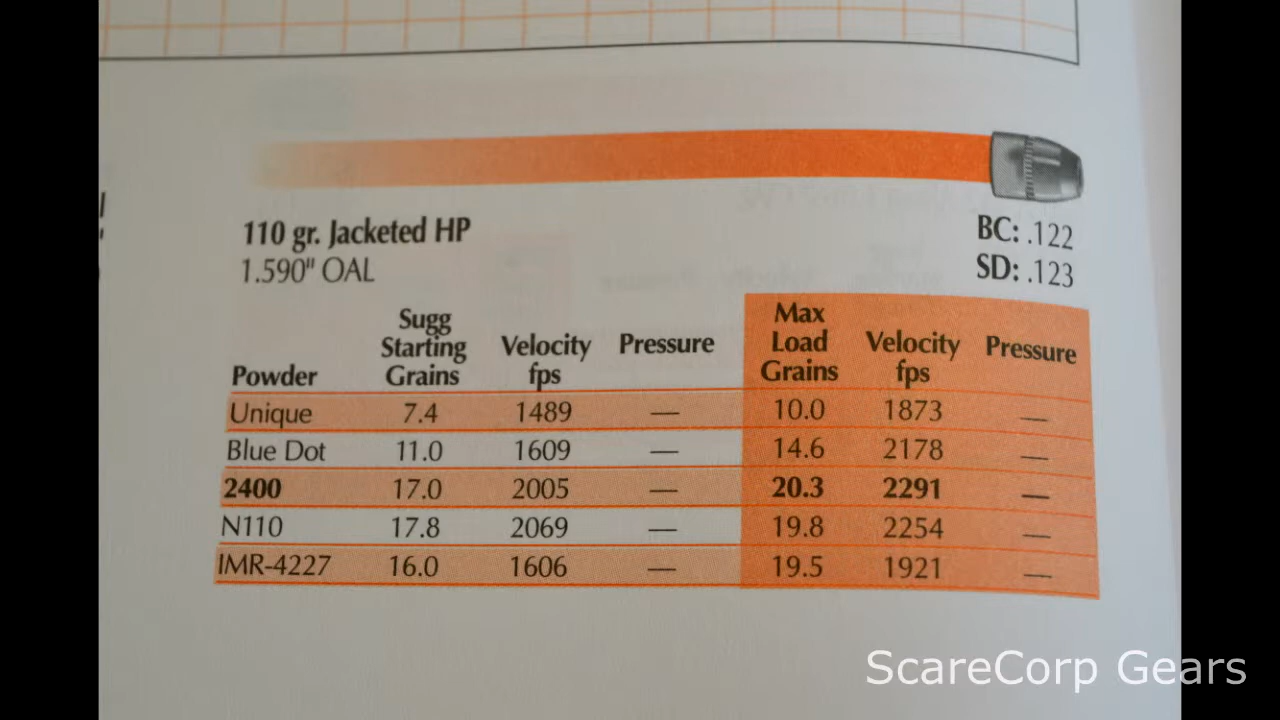 110 gr. Jacketed HP
1.590" OAL
BC: .122
SD: .123
Powder Sugg Starting Grains Velocity fps Pressure Max Load Grains Velocity fps Pressure
Unique 7.4 1489 — 10.0 1873 —
Blue Dot 11.0 1609 — 14.6 2178 —
2400 17.0 2005 — 20.3 2291 —
N110 17.8 2069 — 19.8 2254 —
IMR-4227 16.0 1606 — 19.5 1921 —
ScareCorp Gears